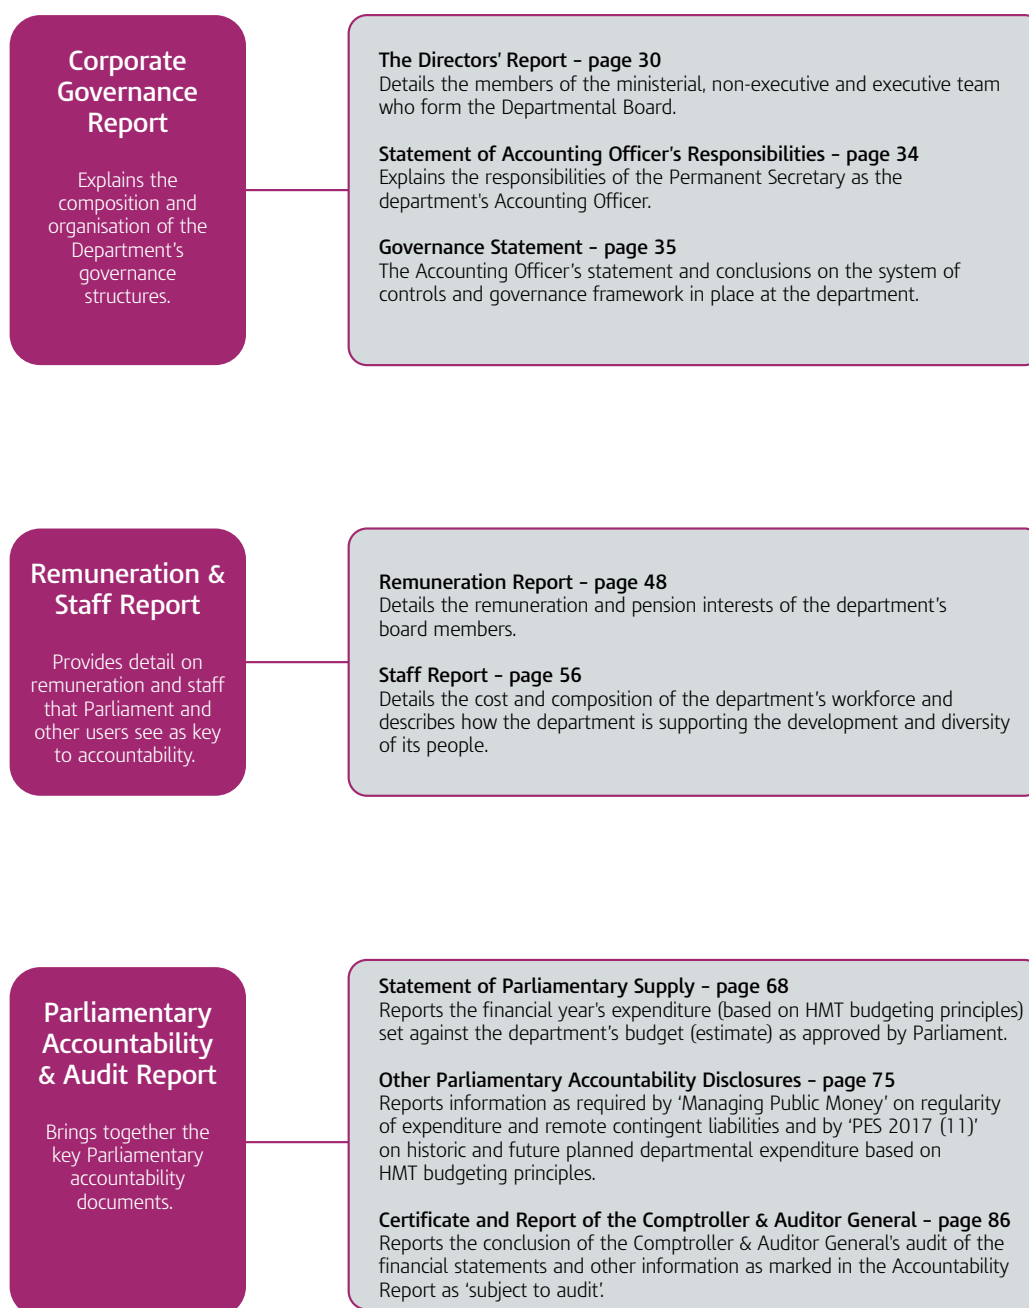 Corporate
Governance
Report
Explains the
composition and
organisation of the
Department's
governance
structures.
The Directors' Report – page 30
Details the members of the ministerial, non-executive and executive team
who form the Departmental Board.
Statement of Accounting Officer's Responsibilities – page 34
Explains the responsibilities of the Permanent Secretary as the
department's Accounting Officer.
Governance Statement – page 35
The Accounting Officer's statement and conclusions on the system of
controls and governance framework in place at the department.
Remuneration &
Staff Report
Provides detail on
remuneration and staff
that Parliament and
other users see as key
to accountability.
Remuneration Report – page 48
Details the remuneration and pension interests of the department's
board members.
Staff Report – page 56
Details the cost and composition of the department's workforce and
describes how the department is supporting the development and diversity
of its people.
Parliamentary
Accountability
& Audit Report
Brings together the
key Parliamentary
accountability
documents.
Statement of Parliamentary Supply – page 68
Reports the financial year's expenditure (based on HMT budgeting principles)
set against the department's budget (estimate) as approved by Parliament.
Other Parliamentary Accountability Disclosures – page 75
Reports information as required by 'Managing Public Money' on regularity
of expenditure and remote contingent liabilities and by 'PES 2017 (11)'
on historic and future planned departmental expenditure based on
HMT budgeting principles.
Certificate and Report of the Comptroller & Auditor General – page 86
Reports the conclusion of the Comptroller & Auditor General's audit of the
financial statements and other information as marked in the Accountability
Report as 'subject to audit'.